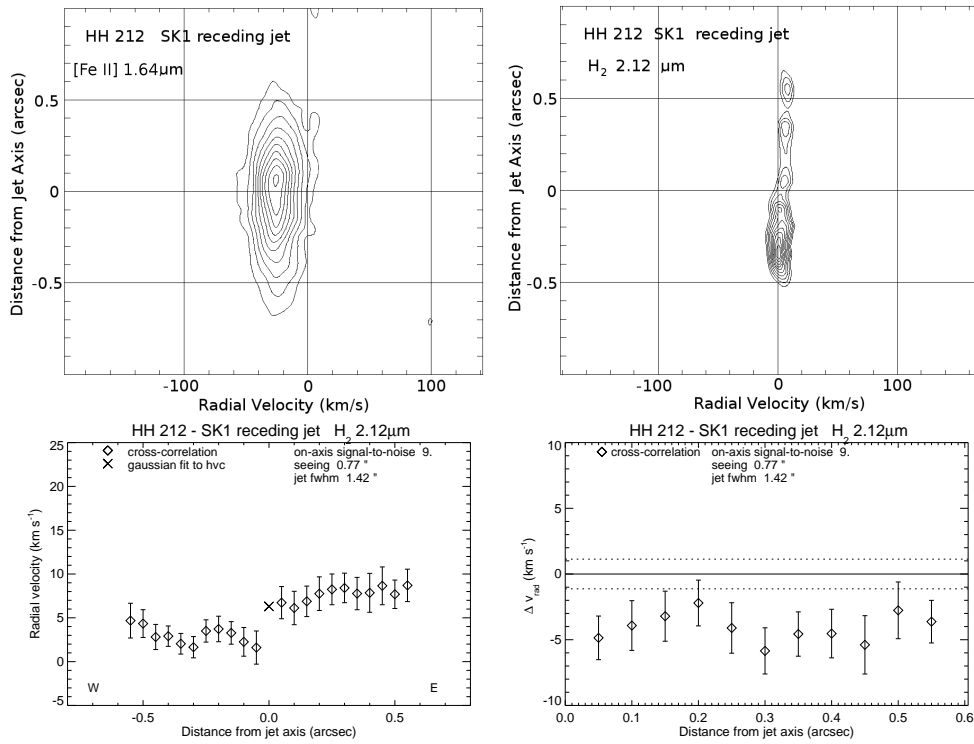 HH 212 SK1 receding jet
[Fe II] 1.64μm
Distance from Jet Axis (arcsec)
0.5
0
-0.5
-100
0
100
Radial Velocity (km/s)
HH 212 SK1 receding jet
H2 2.12 μm
Distance from Jet Axis (arcsec)
0.5
0
-0.5
-100
0
100
Radial Velocity (km/s)
HH 212 - SK1 receding jet H2 2.12μm
cross-correlation
gaussian fit to hvc
on-axis signal-to-noise 9.
seeing 0.77 "
jet fwhm 1.42 "
Radial velocity (km s-1)
25
20
15
10
5
0
-5
W
E
-0.5
0.0
0.5
Distance from jet axis (arcsec)
HH 212 - SK1 receding jet H2 2.12μm
cross-correlation
on-axis signal-to-noise 9.
seeing 0.77 "
jet fwhm 1.42 "
Δ vrad (km s-1)
10
5
0
-5
-10
0.0
0.1
0.2
0.3
0.4
0.5
0.6
Distance from jet axis (arcsec)